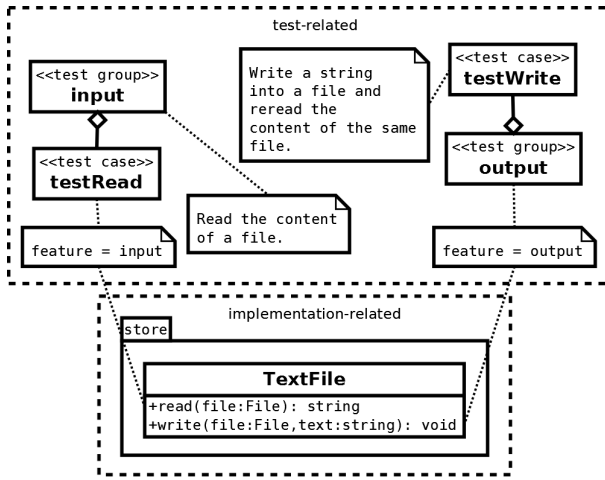 test-related
<<test group>>
input
<<test case>>
testRead
feature = input
Read the content
of a file.
Write a string
into a file and
reread the
content of the same
file.
<<test case>>
testWrite
<<test group>>
output
feature = output
implementation-related
store
TextFile
+read(file:File): string
+write(file:File,text:string): void